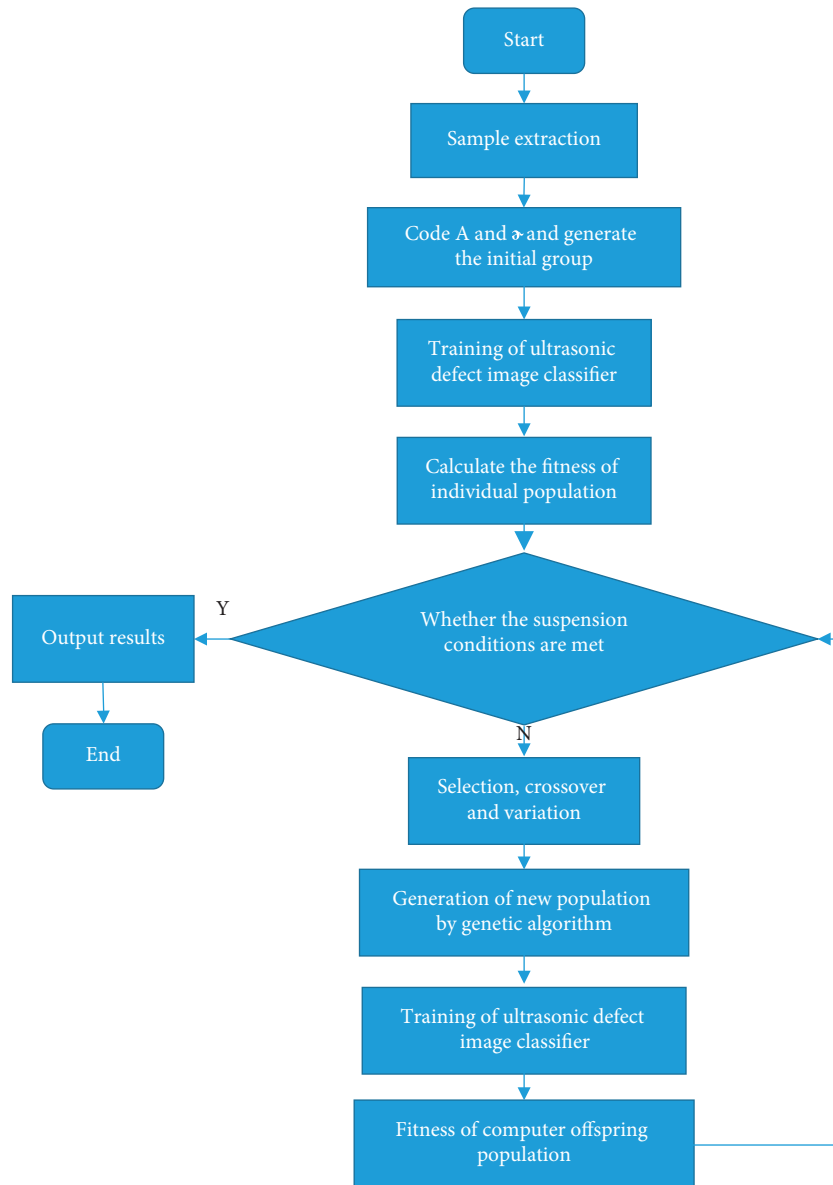 Start
Sample extraction
Code A and and generate
the initial group
Training of ultrasonic
defect image classifier
Calculate the fitness of
individual population
Whether the suspension
conditions are met
Y
Output results
End
N
Selection, crossover
and variation
Generation of new population
by genetic algorithm
Training of ultrasonic defect
image classifier
Fitness of computer offspring
population